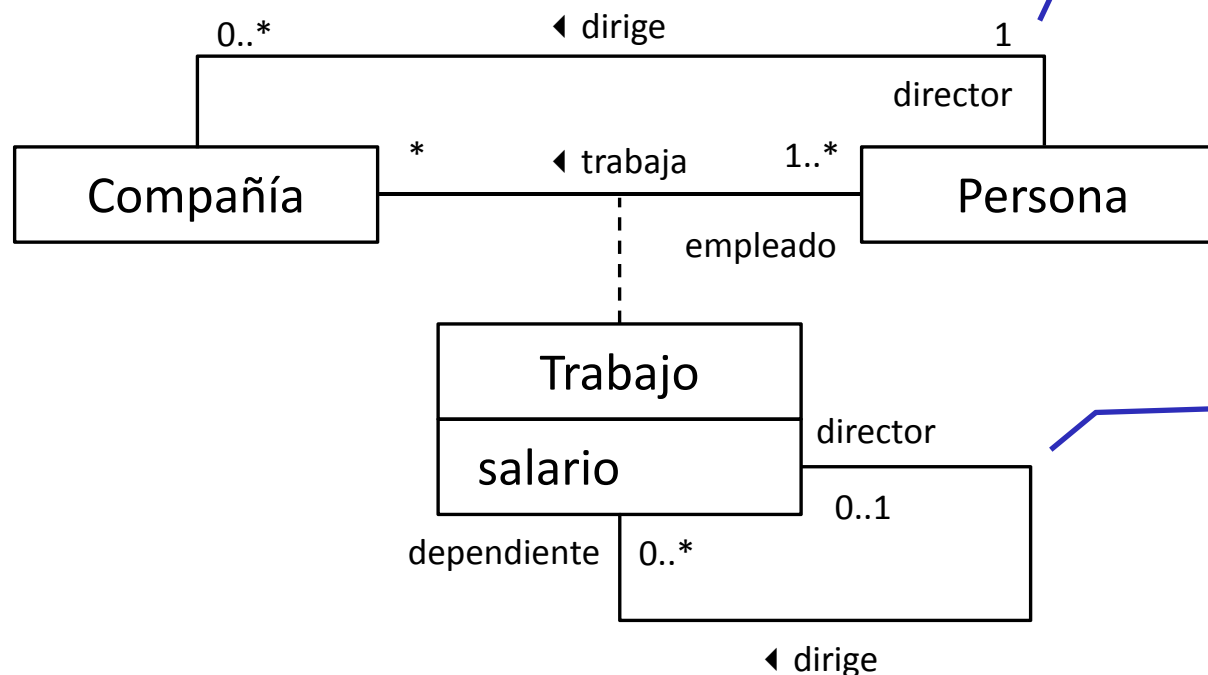 0..*
◄ dirige
1
director
*
◄ trabaja
1..*
Compañía
Persona
empleado
Trabajo
salario
director
0..1
dependiente
0..*
◄ dirige